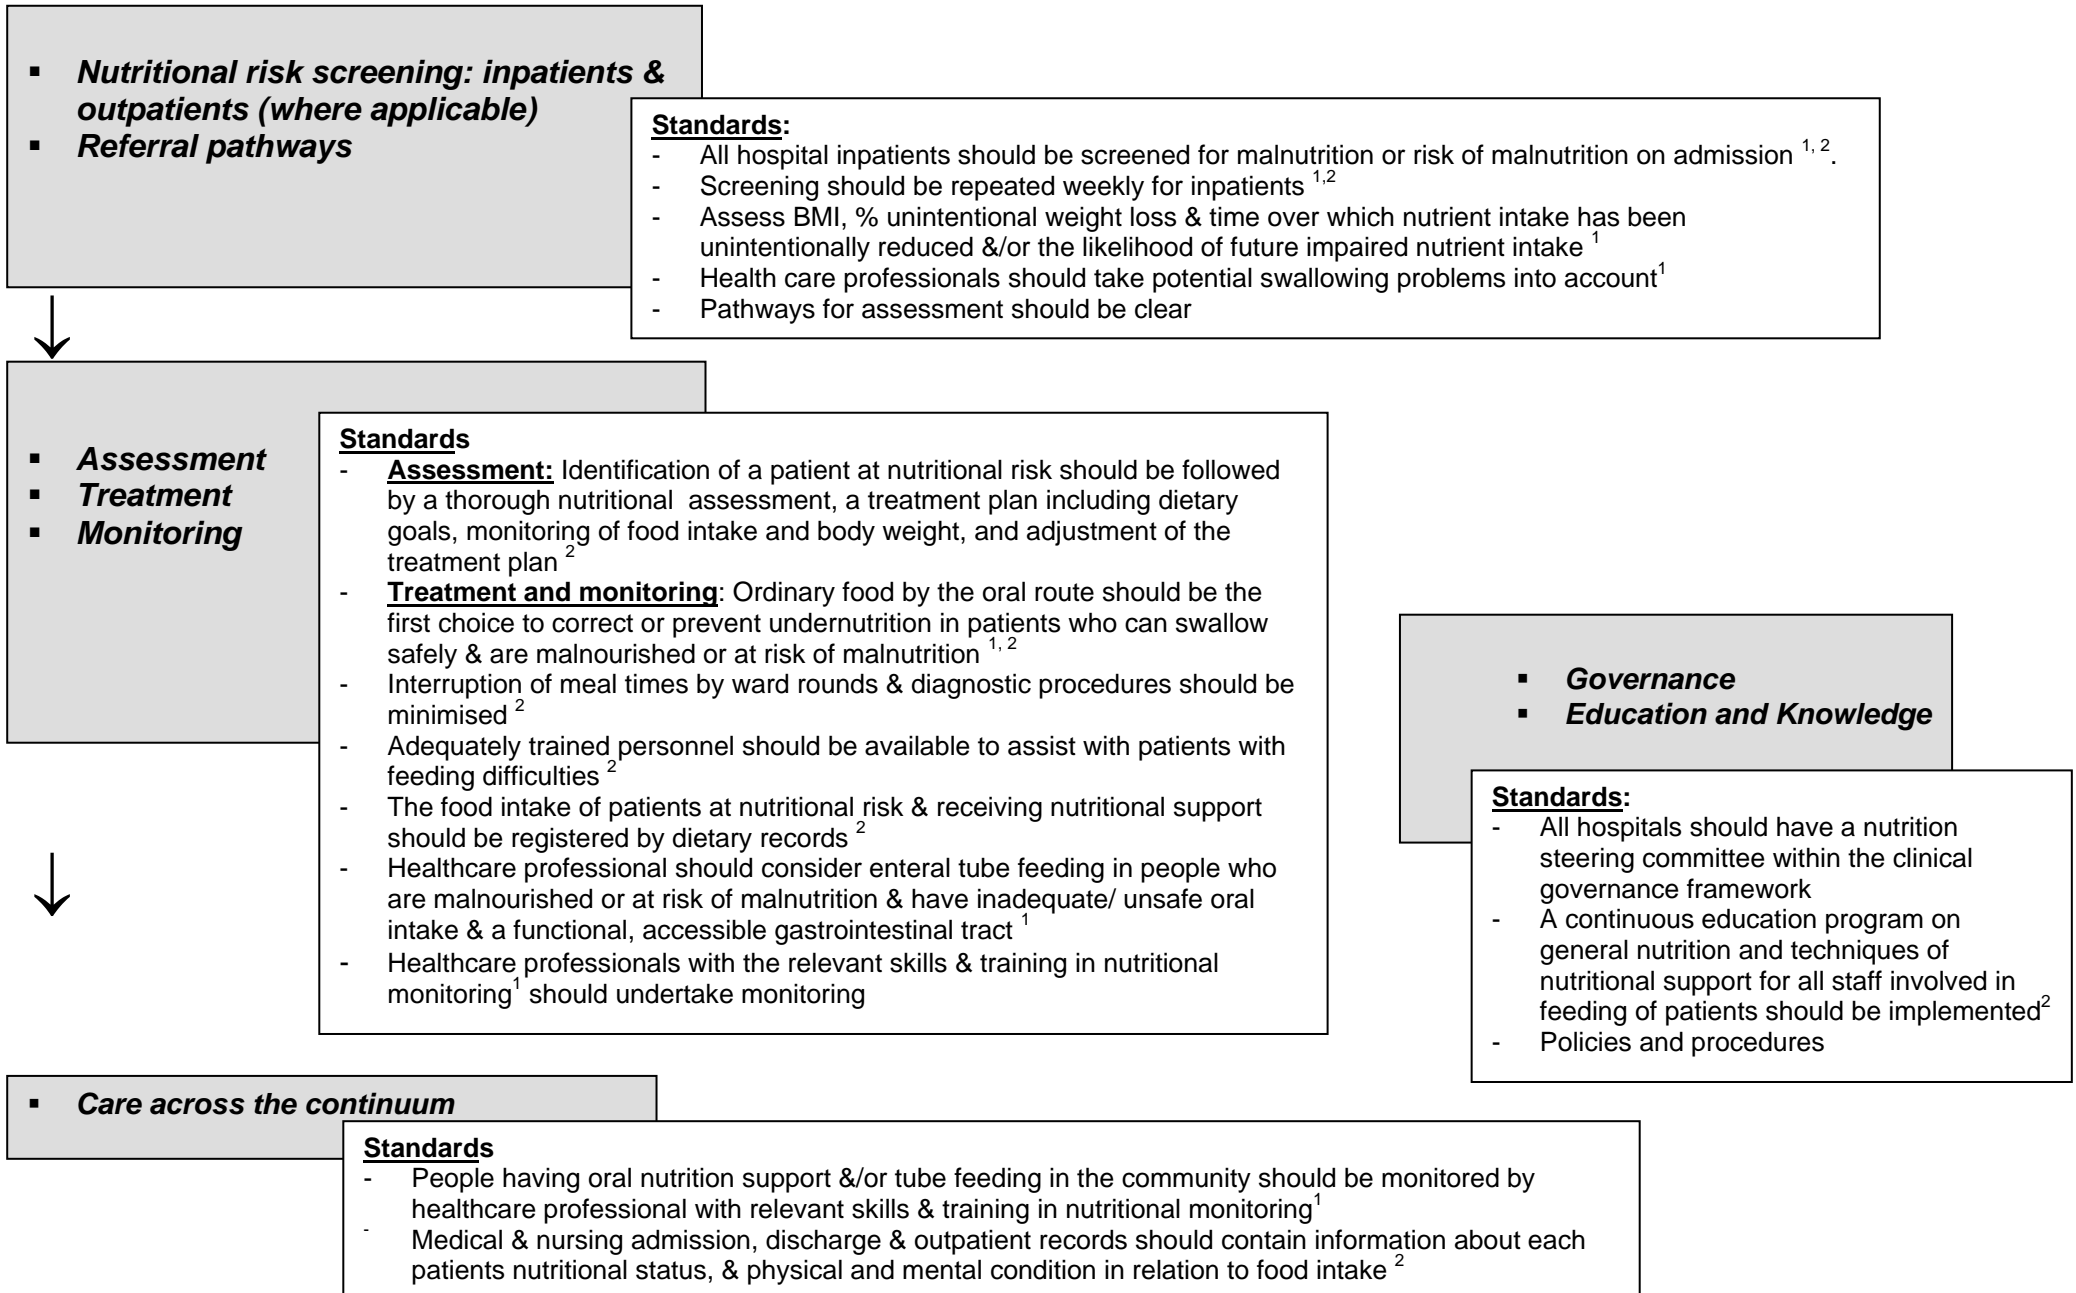 ▪ Nutritional risk screening: inpatients &
outpatients (where applicable)
▪ Referral pathways
Standards:
- All hospital inpatients should be screened for malnutrition or risk of malnutrition on admission 1, 2.
- Screening should be repeated weekly for inpatients 1,2
- Assess BMI, % unintentional weight loss & time over which nutrient intake has been
unintentionally reduced &/or the likelihood of future impaired nutrient intake 1
- Health care professionals should take potential swallowing problems into account1
- Pathways for assessment should be clear
▪ Assessment
▪ Treatment
▪ Monitoring
Standards
- Assessment: Identification of a patient at nutritional risk should be followed
by a thorough nutritional assessment, a treatment plan including dietary
goals, monitoring of food intake and body weight, and adjustment of the
treatment plan 2
- Treatment and monitoring: Ordinary food by the oral route should be the
first choice to correct or prevent undernutrition in patients who can swallow
safely & are malnourished or at risk of malnutrition 1, 2
- Interruption of meal times by ward rounds & diagnostic procedures should be
minimised 2
- Adequately trained personnel should be available to assist with patients with
feeding difficulties 2
- The food intake of patients at nutritional risk & receiving nutritional support
should be registered by dietary records 2
- Healthcare professional should consider enteral tube feeding in people who
are malnourished or at risk of malnutrition & have inadequate/ unsafe oral
intake & a functional, accessible gastrointestinal tract 1
- Healthcare professionals with the relevant skills & training in nutritional
monitoring1 should undertake monitoring
▪ Governance
▪ Education and Knowledge
Standards:
- All hospitals should have a nutrition
steering committee within the clinical
governance framework
- A continuous education program on
general nutrition and techniques of
nutritional support for all staff involved in
feeding of patients should be implemented2
- Policies and procedures
▪ Care across the continuum
Standards
- People having oral nutrition support &/or tube feeding in the community should be monitored by
healthcare professional with relevant skills & training in nutritional monitoring1
- Medical & nursing admission, discharge & outpatient records should contain information about each
patients nutritional status, & physical and mental condition in relation to food intake 2